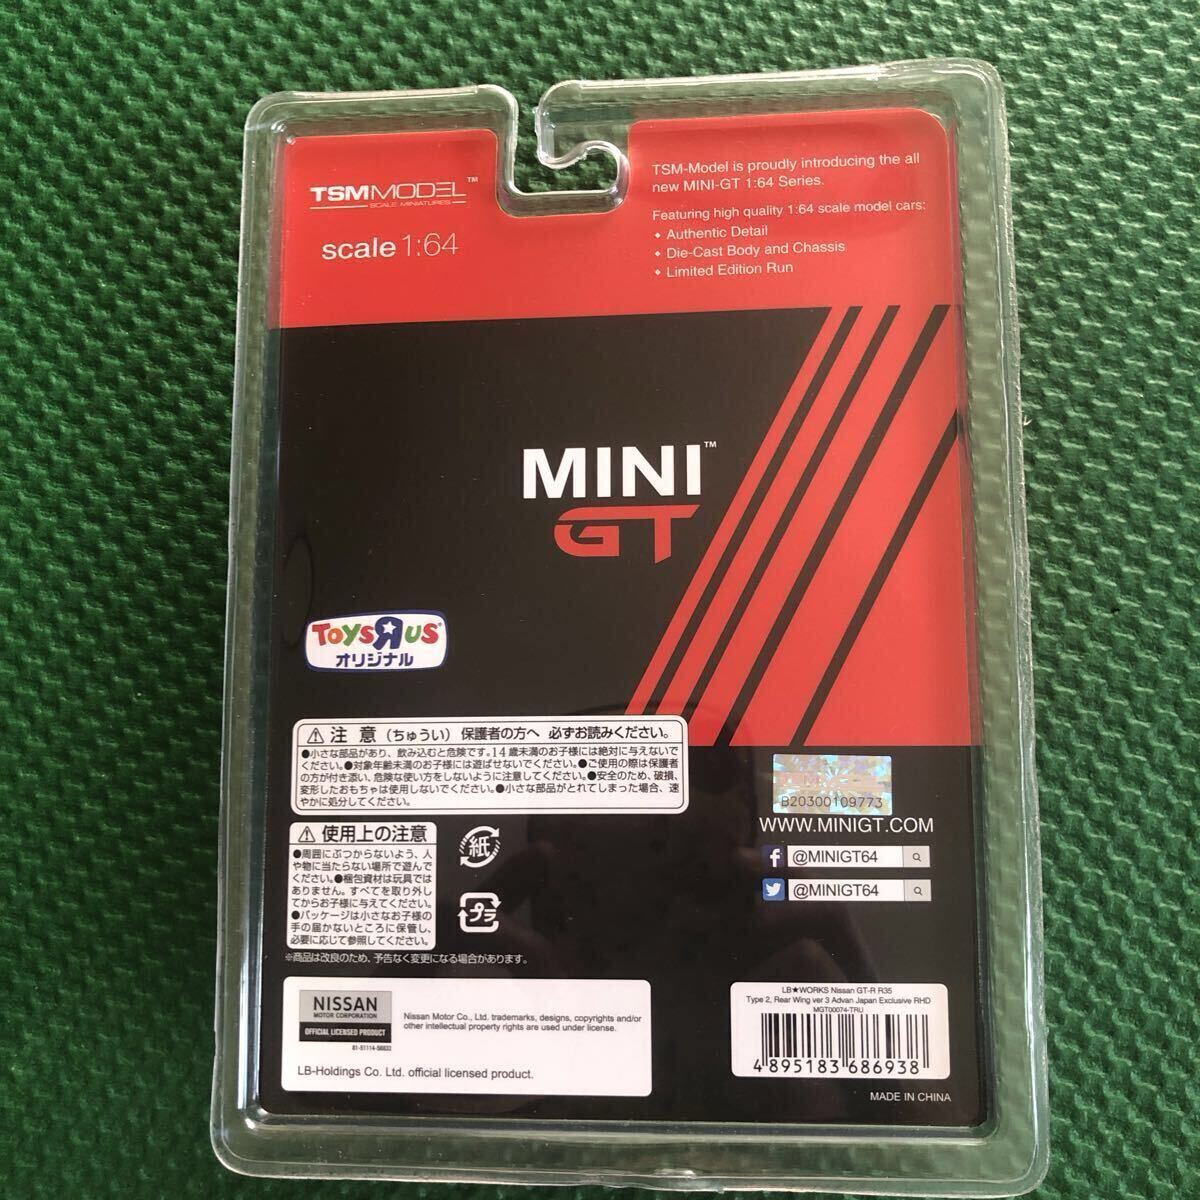 TSMMODEL™
SCALE MINIATURES
scale 1:64
TSM-Model is proudly introducing the all
new MINI-GT 1:64 Series.
Featuring high quality 1:64 scale model cars:
• Authentic Detail
• Die-Cast Body and Chassis
• Limited Edition Run
MINI™
GT
ToysЯus
オリジナル
⚠注 意（ちゅうい）保護者の方へ 必ずお読みください。
●小さな部品があり、飲み込むと危険です。14歳未満のお子様には絶対に与えないで
ください。●対象年齢未満のお子様には遊ばせないでください。●ご使用の際は保護者
の方が付き添い、危険な使い方をしないように注意してください。●安全のため、破損、
変形したおもちゃは使用しないでください。●小さな部品がとれてしまった場合、速
やかに処分してください。
⚠使用上の注意
●周囲にぶつからないよう、人
や物に当たらない場所で遊んで
ください。●梱包資材は玩具では
ありません。すべてを取り外し
てからお子様に与えてください。
●パッケージは小さなお子様の
手の届かないところに保管し、
必要に応じて参照してください。
紙
プラ
※商品は改良のため、予告なく変更になる場合があります。
TSM
B20300109773
WWW.MINIGT.COM
@MINIGT64
@MINIGT64
NISSAN
MOTOR CORPORATION
OFFICIAL LICENSED PRODUCT
Nissan Motor Co., Ltd. trademarks, designs, copyrights and/or
other intellectual property rights are used under license.
LB-Holdings Co. Ltd. official licensed product.
LB★WORKS Nissan GT-R R35
Type 2, Rear Wing ver 3 Advan Japan Exclusive RHD
MGT00074-TRU
4 895183 686938
MADE IN CHINA